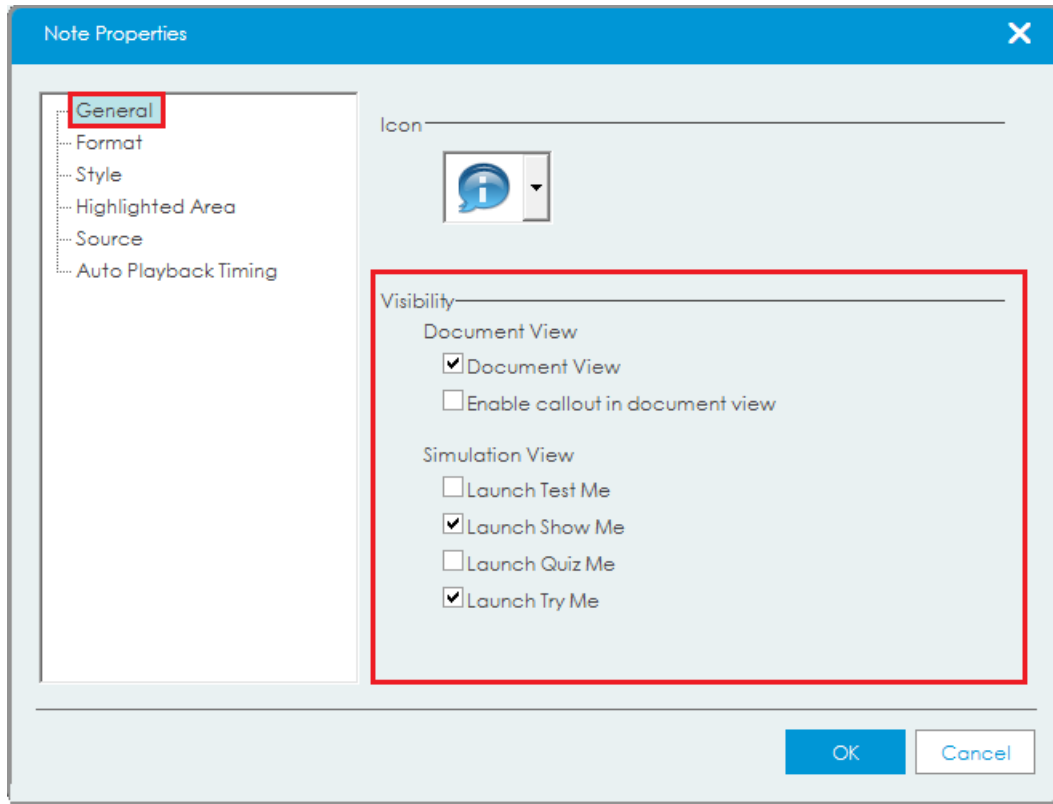 Note Properties
General
Format
Style
Highlighted Area
Source
Auto Playback Timing
Icon
Visibility
Document View
Document View
Enable callout in document view
Simulation View
Launch Test Me
Launch Show Me
Launch Quiz Me
Launch Try Me
OK
Cancel